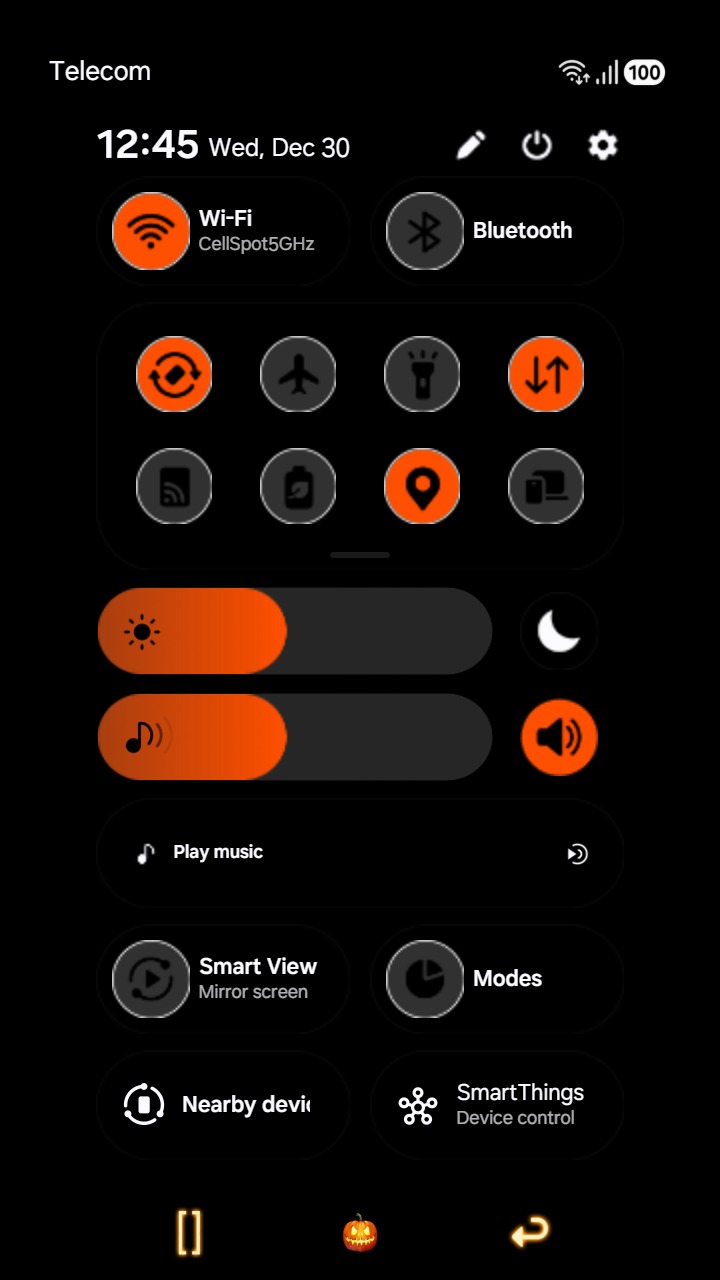 Telecom
100
12:45 Wed, Dec 30
Wi-Fi
CellSpot5GHz
Bluetooth
Play music
Smart View
Mirror screen
Modes
Nearby devi
SmartThings
Device control